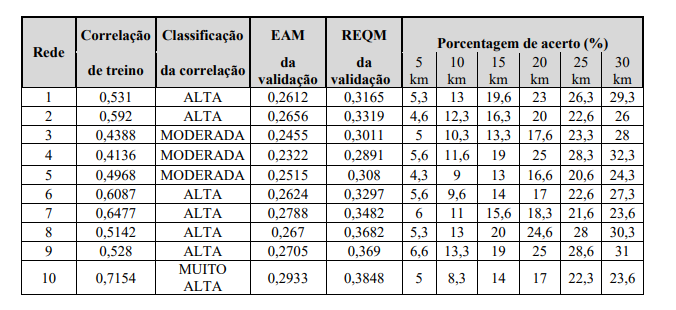 Rede Correlação de treino Classificação da correlação EAM da validação REQM da validação Porcentagem de acerto (%)
5 km 10 km 15 km 20 km 25 km 30 km
1 0,531 ALTA 0,2612 0,3165 5,3 13 19,6 23 26,3 29,3
2 0,592 ALTA 0,2656 0,3319 4,6 12,3 16,3 20 22,6 26
3 0,4388 MODERADA 0,2455 0,3011 5 10,3 13,3 17,6 23,3 28
4 0,4136 MODERADA 0,2322 0,2891 5,6 11,6 19 25 28,3 32,3
5 0,4968 MODERADA 0,2515 0,308 4,3 9 13 16,6 20,6 24,3
6 0,6087 ALTA 0,2624 0,3297 5,6 9,6 14 17 22,6 27,3
7 0,6477 ALTA 0,2788 0,3482 6 11 15,6 18,3 21,6 23,6
8 0,5142 ALTA 0,267 0,3682 5,3 13 20 24,6 28 30,3
9 0,528 ALTA 0,2705 0,369 6,6 13,3 19 25 28,6 31
10 0,7154 MUITO ALTA 0,2933 0,3848 5 8,3 14 17 22,3 23,6